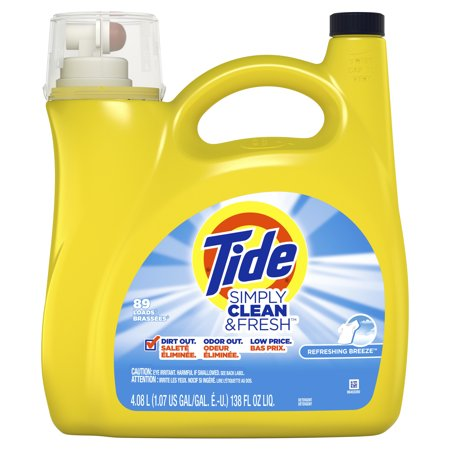 Tide
SIMPLY
CLEAN
& FRESH™
89
LOADS
BRASSÉES
DIRT OUT. ODOR OUT. LOW PRICE.
SALETÉ ODEUR BAS PRIX.
ÉLIMINÉE. ÉLIMINÉE.
REFRESHING BREEZE™
CAUTION: EYE IRRITANT. HARMFUL IF SWALLOWED. SEE BACK LABEL.
ATTENTION : IRRITE LES YEUX. NOCIF SI INGÉRÉ. LIRE L'ÉTIQUETTE AU DOS.
4.08 L (1.07 US GAL/GAL. É.-U.) 138 FL OZ LIQ.
DETERGENT
DÉTERGENT